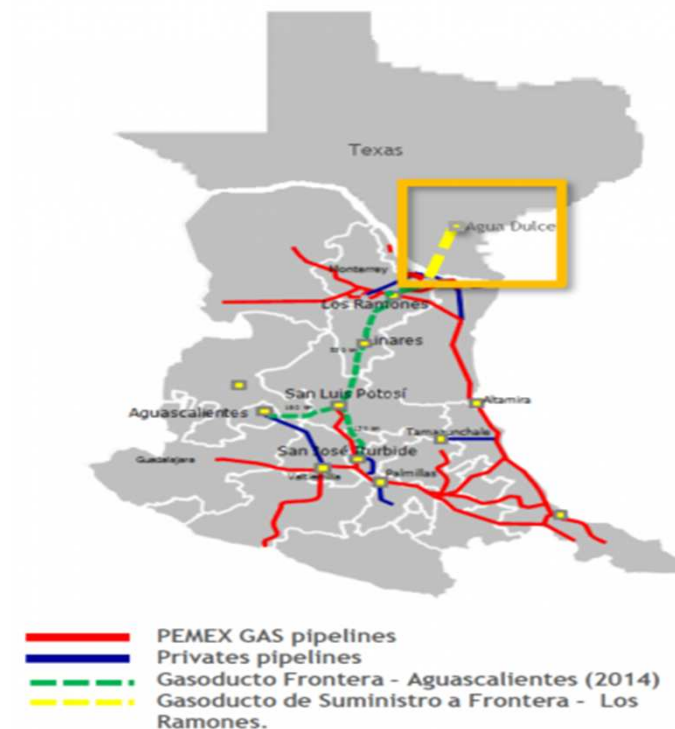 Texas
Agua Dulce
Monterrey
Los Ramones
Linares
San Luis Potosí
Aguascalientes
Altamira
Tamazunchale
San José Iturbide
Guadalajara
Palmillas
PEMEX GAS pipelines
Privates pipelines
Gasoducto Frontera - Aguascalientes (2014)
Gasoducto de Suministro a Frontera - Los
Ramones.